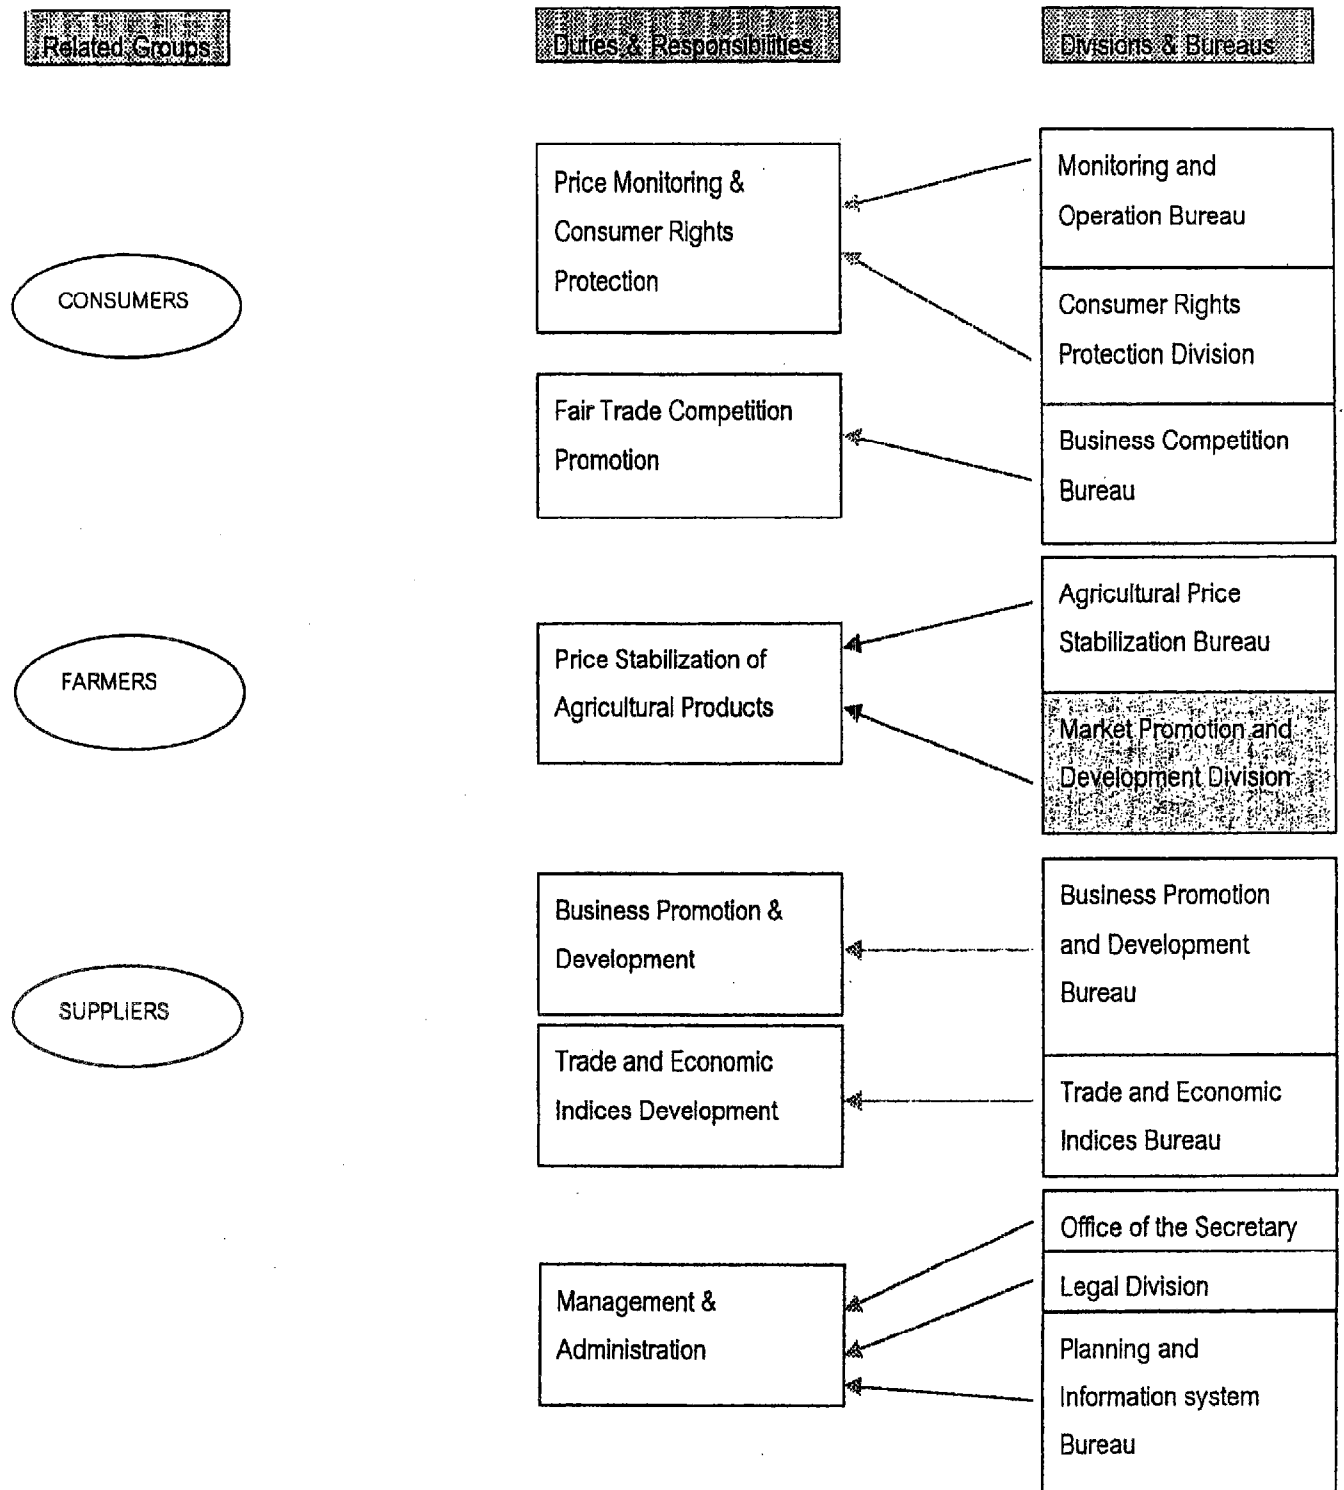 Related Groups
Duties & Responsibilities
Divisions & Bureaus
CONSUMERS
Price Monitoring &
Consumer Rights
Protection
Fair Trade Competition
Promotion
Monitoring and
Operation Bureau
Consumer Rights
Protection Division
Business Competition
Bureau
FARMERS
Price Stabilization of
Agricultural Products
Agricultural Price
Stabilization Bureau
Market Promotion and
Development Division
SUPPLIERS
Business Promotion &
Development
Trade and Economic
Indices Development
Business Promotion
and Development
Bureau
Trade and Economic
Indices Bureau
Management &
Administration
Office of the Secretary
Legal Division
Planning and
Information system
Bureau